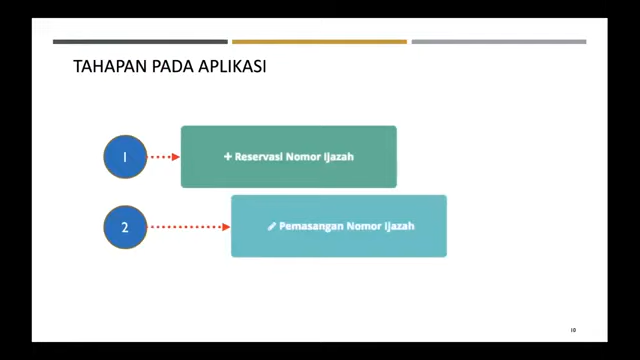 TAHAPAN PADA APLIKASI
1
Reservasi Nomor Ijazah
2
Pemasangan Nomor Ijazah
10